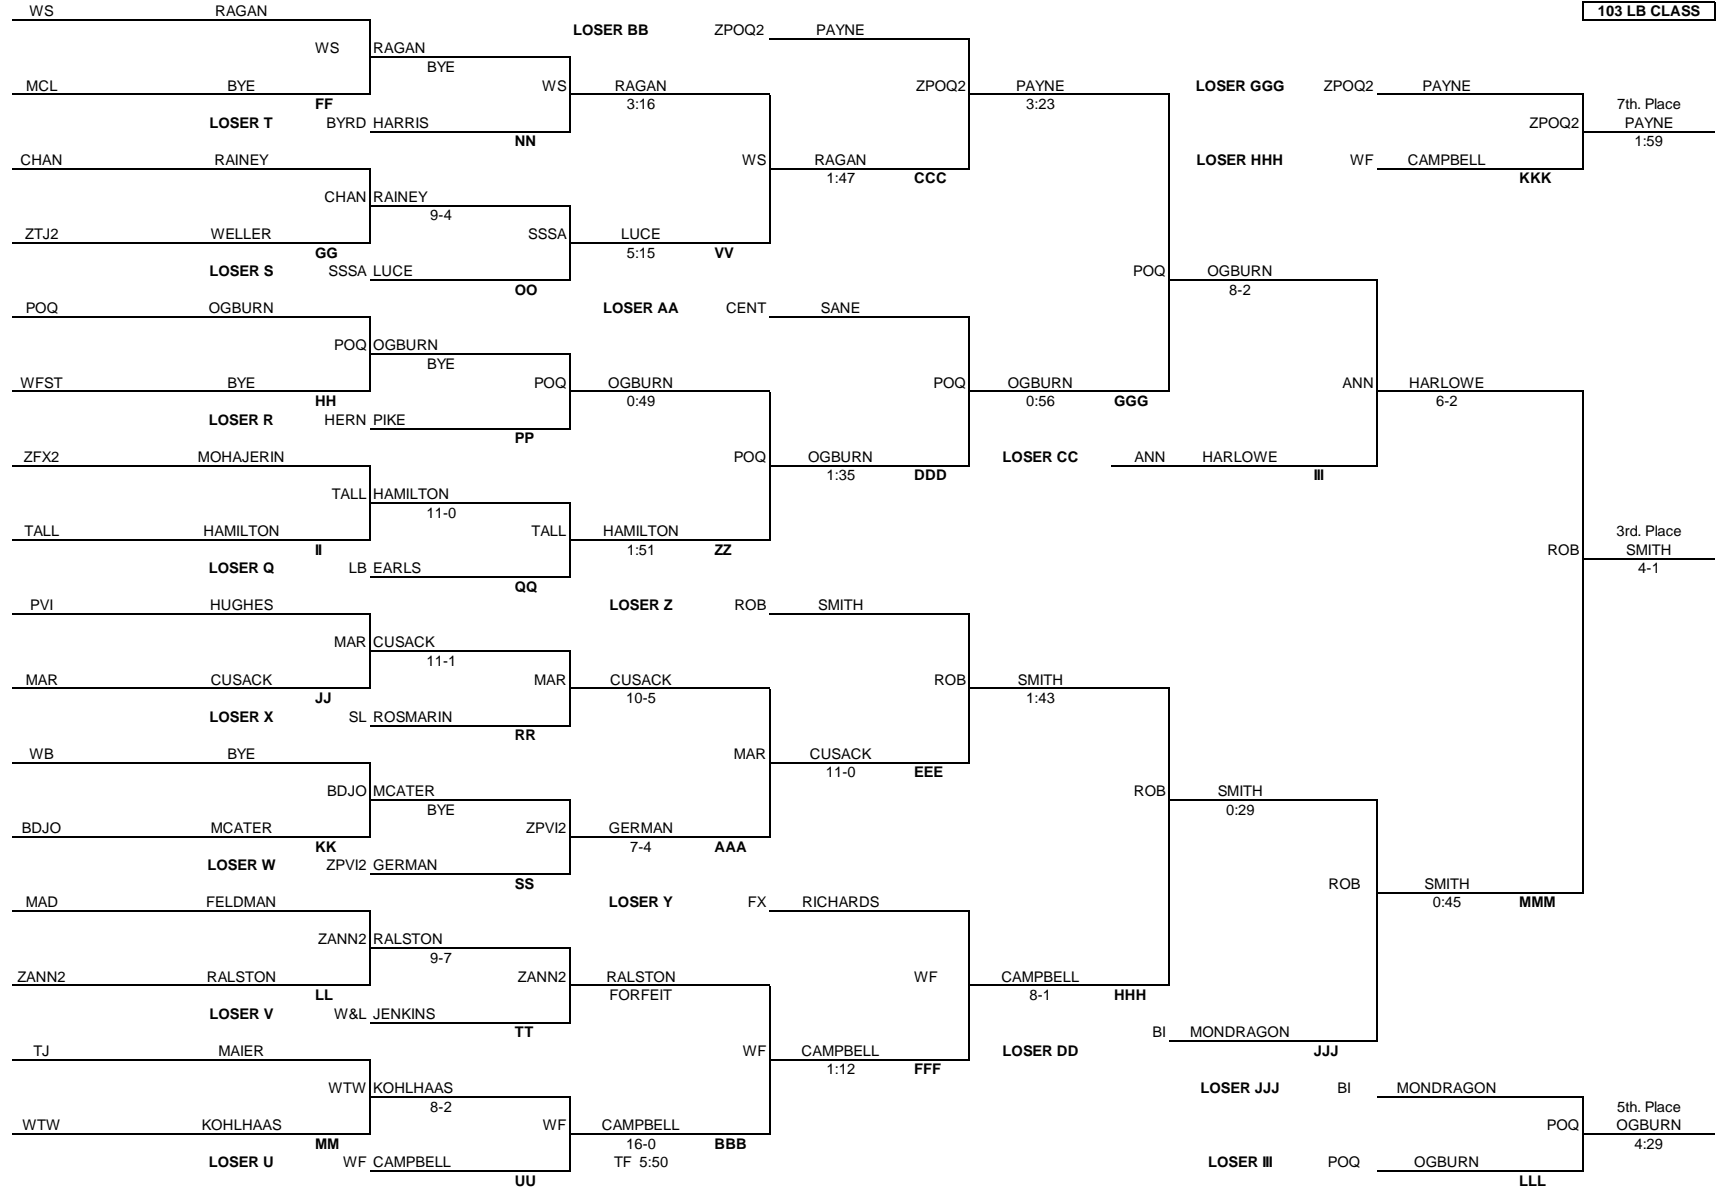 WS RAGAN 103 LB CLASS
LOSER BB ZPOQ2 PAYNE
WS RAGAN
BYE
MCL BYE WS RAGAN ZPOQ2 PAYNE LOSER GGG ZPOQ2 PAYNE
FF 3:16 3:23 7th. Place
LOSER T BYRD HARRIS ZPOQ2 PAYNE
NN 1:59
CHAN RAINEY WS RAGAN LOSER HHH WF CAMPBELL
1:47 CCC KKK
CHAN RAINEY
9-4
ZTJ2 WELLER SSSA LUCE
GG 5:15 VV
LOSER S SSSA LUCE POQ OGBURN
OO 8-2
POQ OGBURN LOSER AA CENT SANE
POQ OGBURN
BYE
WFST BYE POQ OGBURN POQ OGBURN ANN HARLOWE
HH 0:49 0:56 GGG 6-2
LOSER R HERN PIKE
PP
ZFX2 MOHAJERIN POQ OGBURN LOSER CC ANN HARLOWE
1:35 DDD III
TALL HAMILTON
11-0
TALL HAMILTON TALL HAMILTON 3rd. Place
II 1:51 ZZ ROB SMITH
LOSER Q LB EARLS 4-1
QQ
PVI HUGHES LOSER Z ROB SMITH
MAR CUSACK
11-1
MAR CUSACK MAR CUSACK ROB SMITH
JJ 10-5 1:43
LOSER X SL ROSMARIN
RR
WB BYE MAR CUSACK
11-0 EEE
BDJO MCATER ROB SMITH
BYE 0:29
BDJO MCATER ZPVI2 GERMAN
KK 7-4 AAA
LOSER W ZPVI2 GERMAN
SS ROB SMITH
MAD FELDMAN LOSER Y FX RICHARDS 0:45 MMM
ZANN2 RALSTON
9-7
ZANN2 RALSTON ZANN2 RALSTON WF CAMPBELL
LL FORFEIT 8-1 HHH
LOSER V W&L JENKINS
TT BI MONDRAGON
TJ MAIER WF CAMPBELL LOSER DD JJJ
1:12 FFF
WTW KOHLHAAS LOSER JJJ BI MONDRAGON
8-2 5th. Place
WTW KOHLHAAS WF CAMPBELL POQ OGBURN
MM 16-0 BBB 4:29
LOSER U WF CAMPBELL TF 5:50 LOSER III POQ OGBURN
UU LLL